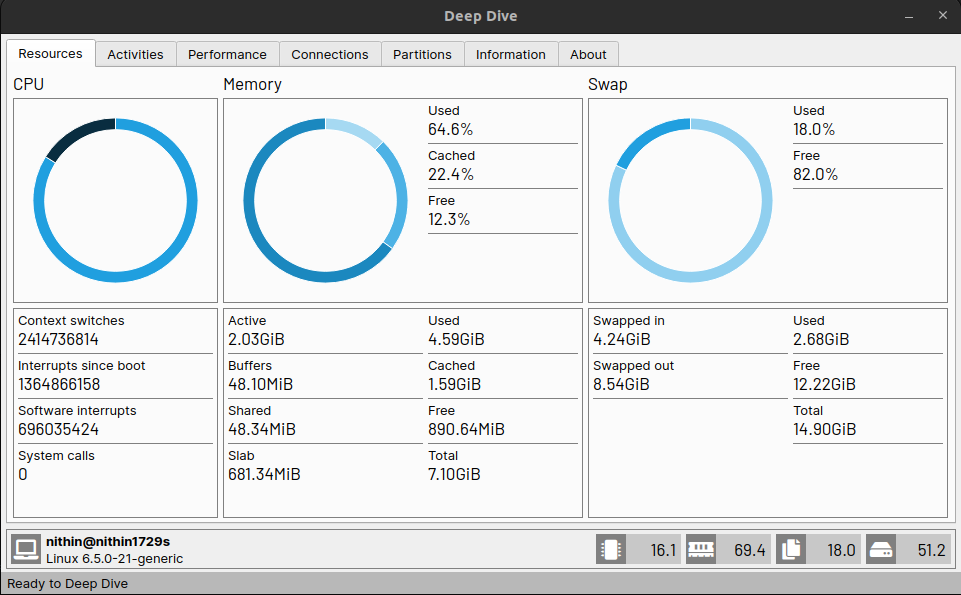 Deep Dive
Resources Activities Performance Connections Partitions Information About
CPU
Memory
Used
64.6%
Cached
22.4%
Free
12.3%
Swap
Used
18.0%
Free
82.0%
Context switches
2414736814
Interrupts since boot
1364866158
Software interrupts
696035424
System calls
0
Active
2.03GiB
Buffers
48.10MiB
Shared
48.34MiB
Slab
681.34MiB
Used
4.59GiB
Cached
1.59GiB
Free
890.64MiB
Total
7.10GiB
Swapped in
4.24GiB
Swapped out
8.54GiB
Used
2.68GiB
Free
12.22GiB
Total
14.90GiB
nithin@nithin1729s
Linux 6.5.0-21-generic
16.1 69.4 18.0 51.2
Ready to Deep Dive